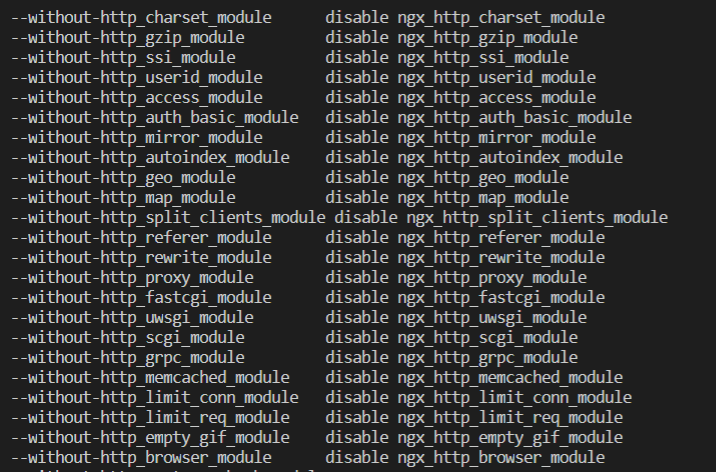 --without-http_charset_module      disable ngx_http_charset_module
--without-http_gzip_module         disable ngx_http_gzip_module
--without-http_ssi_module          disable ngx_http_ssi_module
--without-http_userid_module       disable ngx_http_userid_module
--without-http_access_module       disable ngx_http_access_module
--without-http_auth_basic_module   disable ngx_http_auth_basic_module
--without-http_mirror_module       disable ngx_http_mirror_module
--without-http_autoindex_module    disable ngx_http_autoindex_module
--without-http_geo_module          disable ngx_http_geo_module
--without-http_map_module          disable ngx_http_map_module
--without-http_split_clients_module disable ngx_http_split_clients_module
--without-http_referer_module      disable ngx_http_referer_module
--without-http_rewrite_module      disable ngx_http_rewrite_module
--without-http_proxy_module        disable ngx_http_proxy_module
--without-http_fastcgi_module      disable ngx_http_fastcgi_module
--without-http_uwsgi_module        disable ngx_http_uwsgi_module
--without-http_scgi_module         disable ngx_http_scgi_module
--without-http_grpc_module         disable ngx_http_grpc_module
--without-http_memcached_module    disable ngx_http_memcached_module
--without-http_limit_conn_module   disable ngx_http_limit_conn_module
--without-http_limit_req_module    disable ngx_http_limit_req_module
--without-http_empty_gif_module    disable ngx_http_empty_gif_module
--without-http_browser_module      disable ngx_http_browser_module